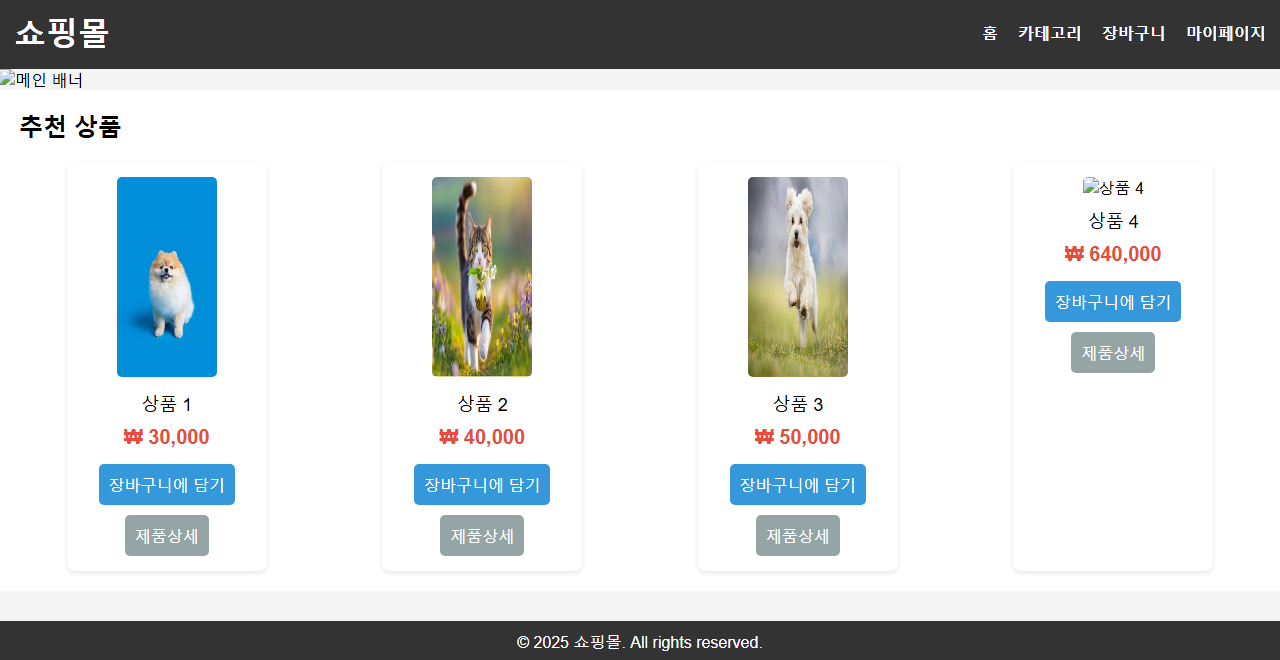 쇼핑몰
홈 카테고리 장바구니 마이페이지
메인 배너
추천 상품
상품 1
₩ 30,000
장바구니에 담기
제품상세
상품 2
₩ 40,000
장바구니에 담기
제품상세
상품 3
₩ 50,000
장바구니에 담기
제품상세
상품 4
상품 4
₩ 640,000
장바구니에 담기
제품상세
© 2025 쇼핑몰. All rights reserved.